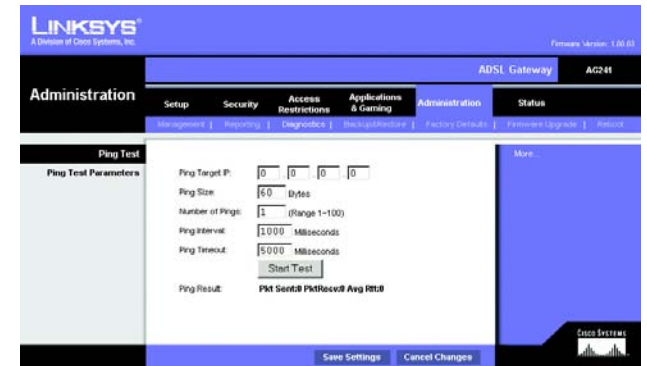 LINKSYS®
A Division of Cisco Systems, Inc.
Firmware Version: 1.00.03
ADSL Gateway AG241
Administration
Setup Security Access Restrictions Applications & Gaming Administration Status
Management | Reporting | Diagnostics | Backup&Restore | Factory Defaults | Firmware Upgrade | Reboot
Ping Test
More...
Ping Test Parameters
Ping Target IP: 0 . 0 . 0 . 0
Ping Size: 60 Bytes
Number of Pings: 1 (Range 1~100)
Ping Interval: 1000 Milliseconds
Ping Timeout: 5000 Milliseconds
Start Test
Ping Result: Pkt Sent:0 PktRecv:0 Avg Rtt:0
CISCO SYSTEMS
Save Settings Cancel Changes